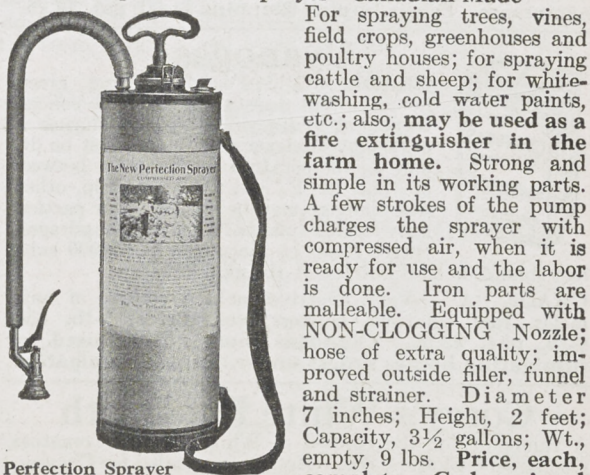 Canadian Made
For spraying trees, vines,
field crops, greenhouses and
poultry houses; for spraying
cattle and sheep; for white-
washing, cold water paints,
etc.; also, may be used as a
fire extinguisher in the
farm home. Strong and
simple in its working parts.
A few strokes of the pump
charges the sprayer with
compressed air, when it is
ready for use and the labor
is done. Iron parts are
malleable. Equipped with
NON-CLOGGING Nozzle;
hose of extra quality; im-
proved outside filler, funnel
and strainer. Diameter
7 inches; Height, 2 feet;
Capacity, 3½ gallons; Wt.,
empty, 9 lbs. Price, each,
The New Perfection Sprayer
Perfection Sprayer